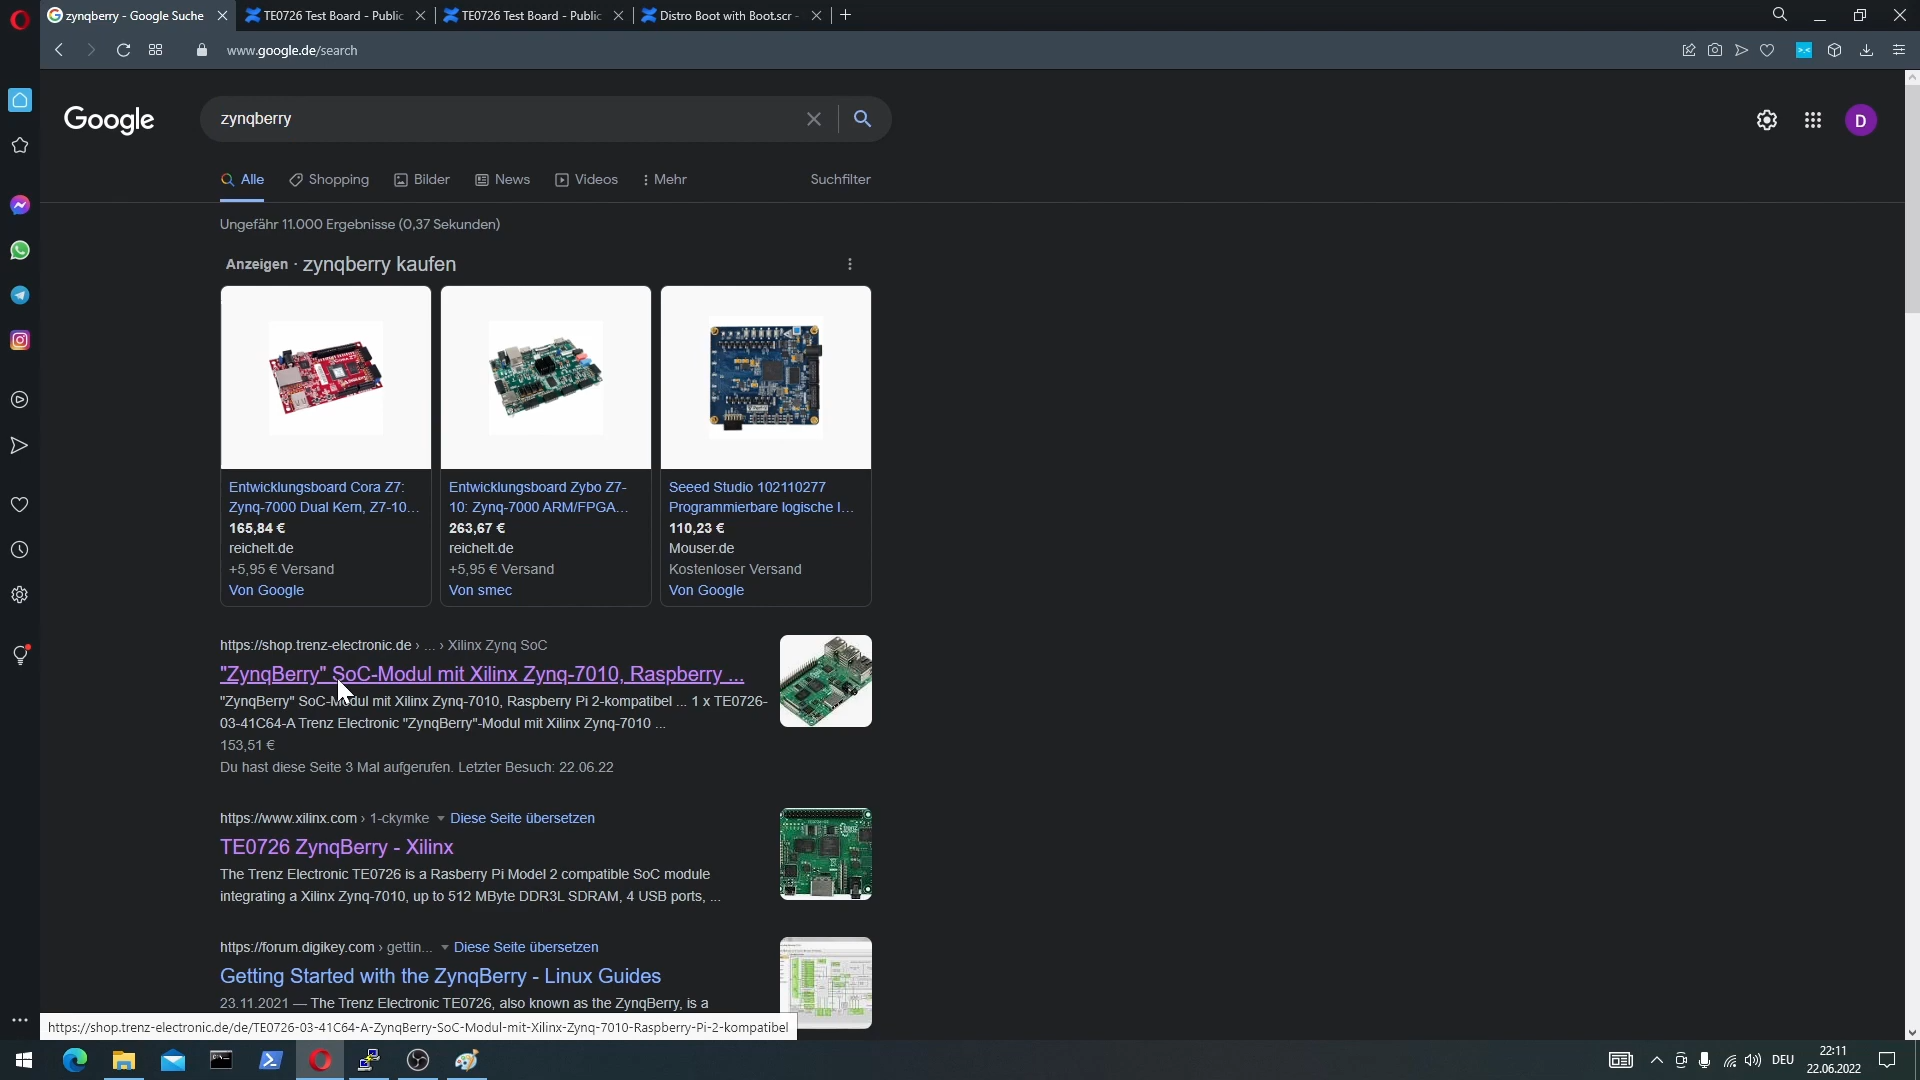 zynqberry - Google Suche
TE0726 Test Board - Public
TE0726 Test Board - Public
Distro Boot with Boot.scr -
www.google.de/search
Google
zynqberry
D
Alle
Shopping
Bilder
News
Videos
Mehr
Suchfilter
Ungefähr 11.000 Ergebnisse (0,37 Sekunden)
Anzeigen · zynqberry kaufen
Entwicklungsboard Cora Z7:
Zynq-7000 Dual Kern, Z7-10...
165,84 €
reichelt.de
+5,95 € Versand
Von Google
Entwicklungsboard Zybo Z7-
10: Zynq-7000 ARM/FPGA...
263,67 €
reichelt.de
+5,95 € Versand
Von smec
Seeed Studio 102110277
Programmierbare logische I...
110,23 €
Mouser.de
Kostenloser Versand
Von Google
https://shop.trenz-electronic.de › ... › Xilinx Zynq SoC
"ZynqBerry" SoC-Modul mit Xilinx Zynq-7010, Raspberry ...
"ZynqBerry" SoC-Modul mit Xilinx Zynq-7010, Raspberry Pi 2-kompatibel ... 1 x TE0726-
03-41C64-A Trenz Electronic "ZynqBerry"-Modul mit Xilinx Zynq-7010 ...
153,51 €
Du hast diese Seite 3 Mal aufgerufen. Letzter Besuch: 22.06.22
https://www.xilinx.com › 1-ckymke
Diese Seite übersetzen
TE0726 ZynqBerry - Xilinx
The Trenz Electronic TE0726 is a Rasberry Pi Model 2 compatible SoC module
integrating a Xilinx Zynq-7010, up to 512 MByte DDR3L SDRAM, 4 USB ports, ...
https://forum.digikey.com › gettin...
Diese Seite übersetzen
Getting Started with the ZynqBerry - Linux Guides
23.11.2021 — The Trenz Electronic TE0726, also known as the ZynqBerry, is a
https://shop.trenz-electronic.de/de/TE0726-03-41C64-A-ZynqBerry-SoC-Modul-mit-Xilinx-Zynq-7010-Raspberry-Pi-2-kompatibel
DEU
22:11
22.06.2022